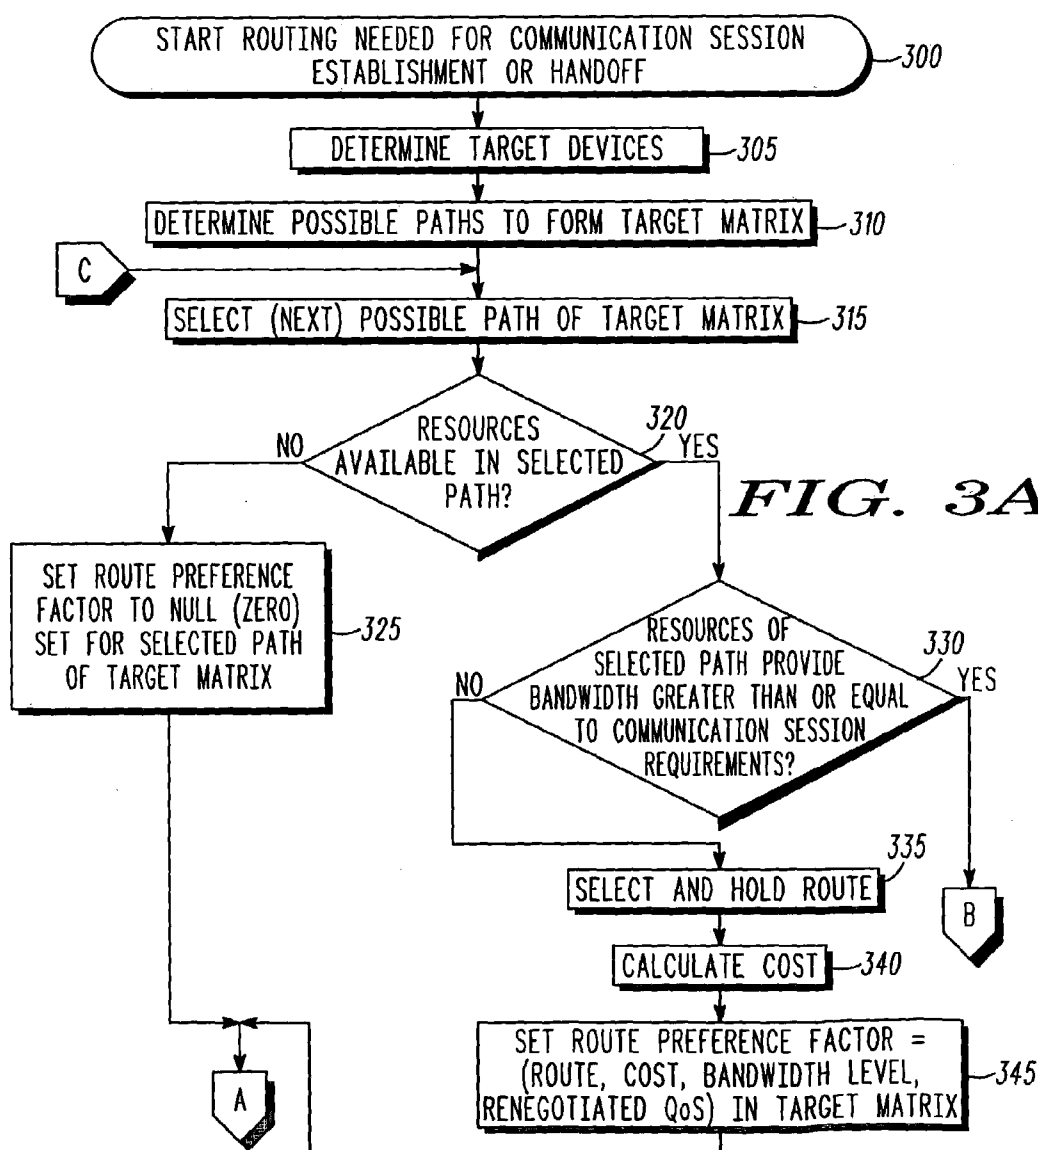 START ROUTING NEEDED FOR COMMUNICATION SESSION
ESTABLISHMENT OR HANDOFF
300
DETERMINE TARGET DEVICES
305
DETERMINE POSSIBLE PATHS TO FORM TARGET MATRIX
310
C
SELECT (NEXT) POSSIBLE PATH OF TARGET MATRIX
315
RESOURCES
AVAILABLE IN SELECTED
PATH?
320
NO
YES
FIG. 3A
SET ROUTE PREFERENCE
FACTOR TO NULL (ZERO)
SET FOR SELECTED PATH
OF TARGET MATRIX
325
RESOURCES OF
SELECTED PATH PROVIDE
BANDWIDTH GREATER THAN OR EQUAL
TO COMMUNICATION SESSION
REQUIREMENTS?
330
NO
YES
335
SELECT AND HOLD ROUTE
B
CALCULATE COST
340
SET ROUTE PREFERENCE FACTOR =
(ROUTE, COST, BANDWIDTH LEVEL,
RENEGOTIATED QoS) IN TARGET MATRIX
345
A